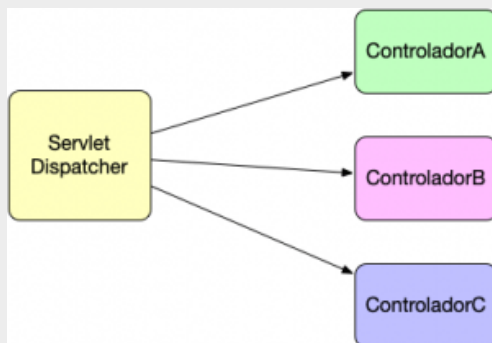 Servlet
Dispatcher
ControladorA
ControladorB
ControladorC